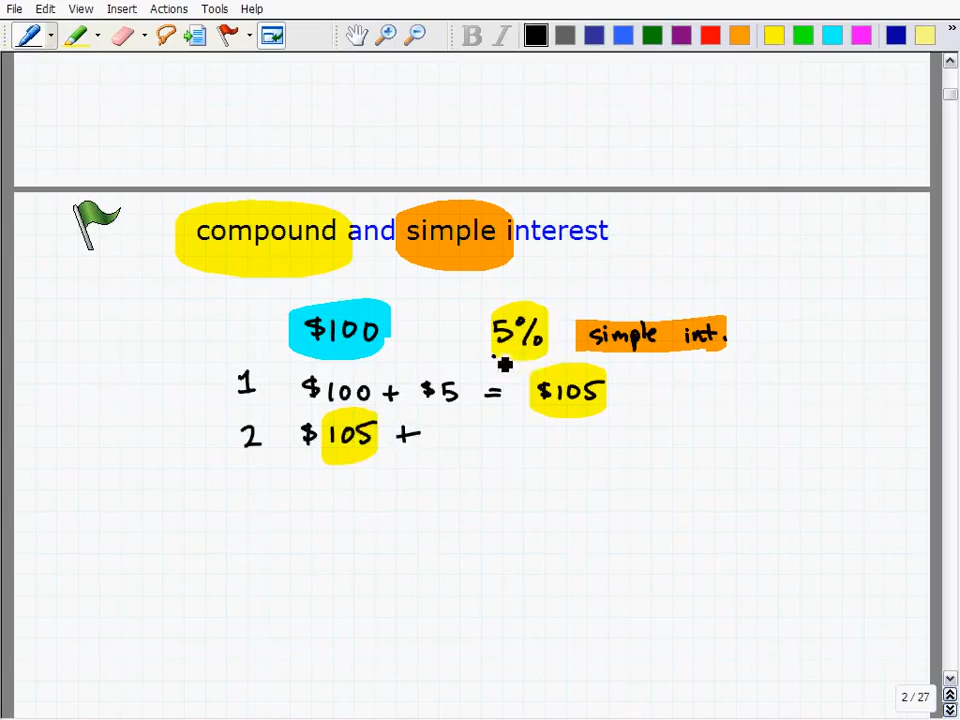 File Edit View Insert Actions Tools Help
B I »
compound and simple interest
$100 5% simple int.
1 $100 + $5 = $105
2 $105 +
2 / 27